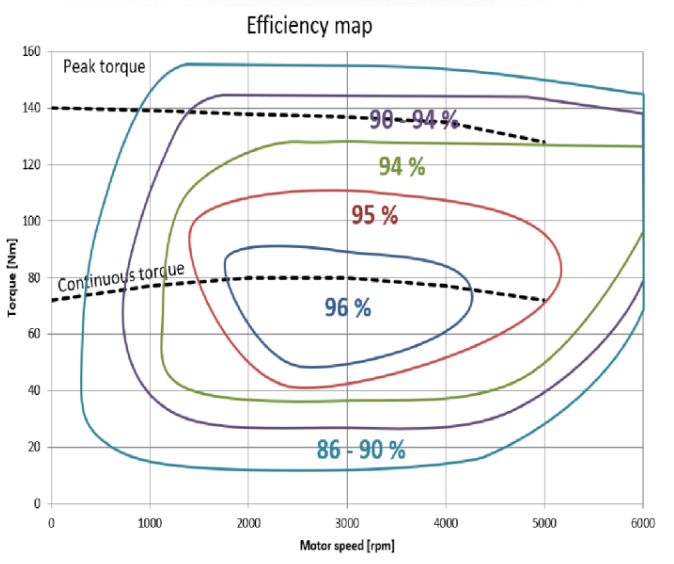 Efficiency map
160
Peak torque
140
90 - 94 %
120
94 %
100
95 %
80
Continuous torque
96 %
60
40
20
86 - 90 %
0
0 1000 2000 3000 4000 5000 6000
Torque [Nm]
Motor speed [rpm]